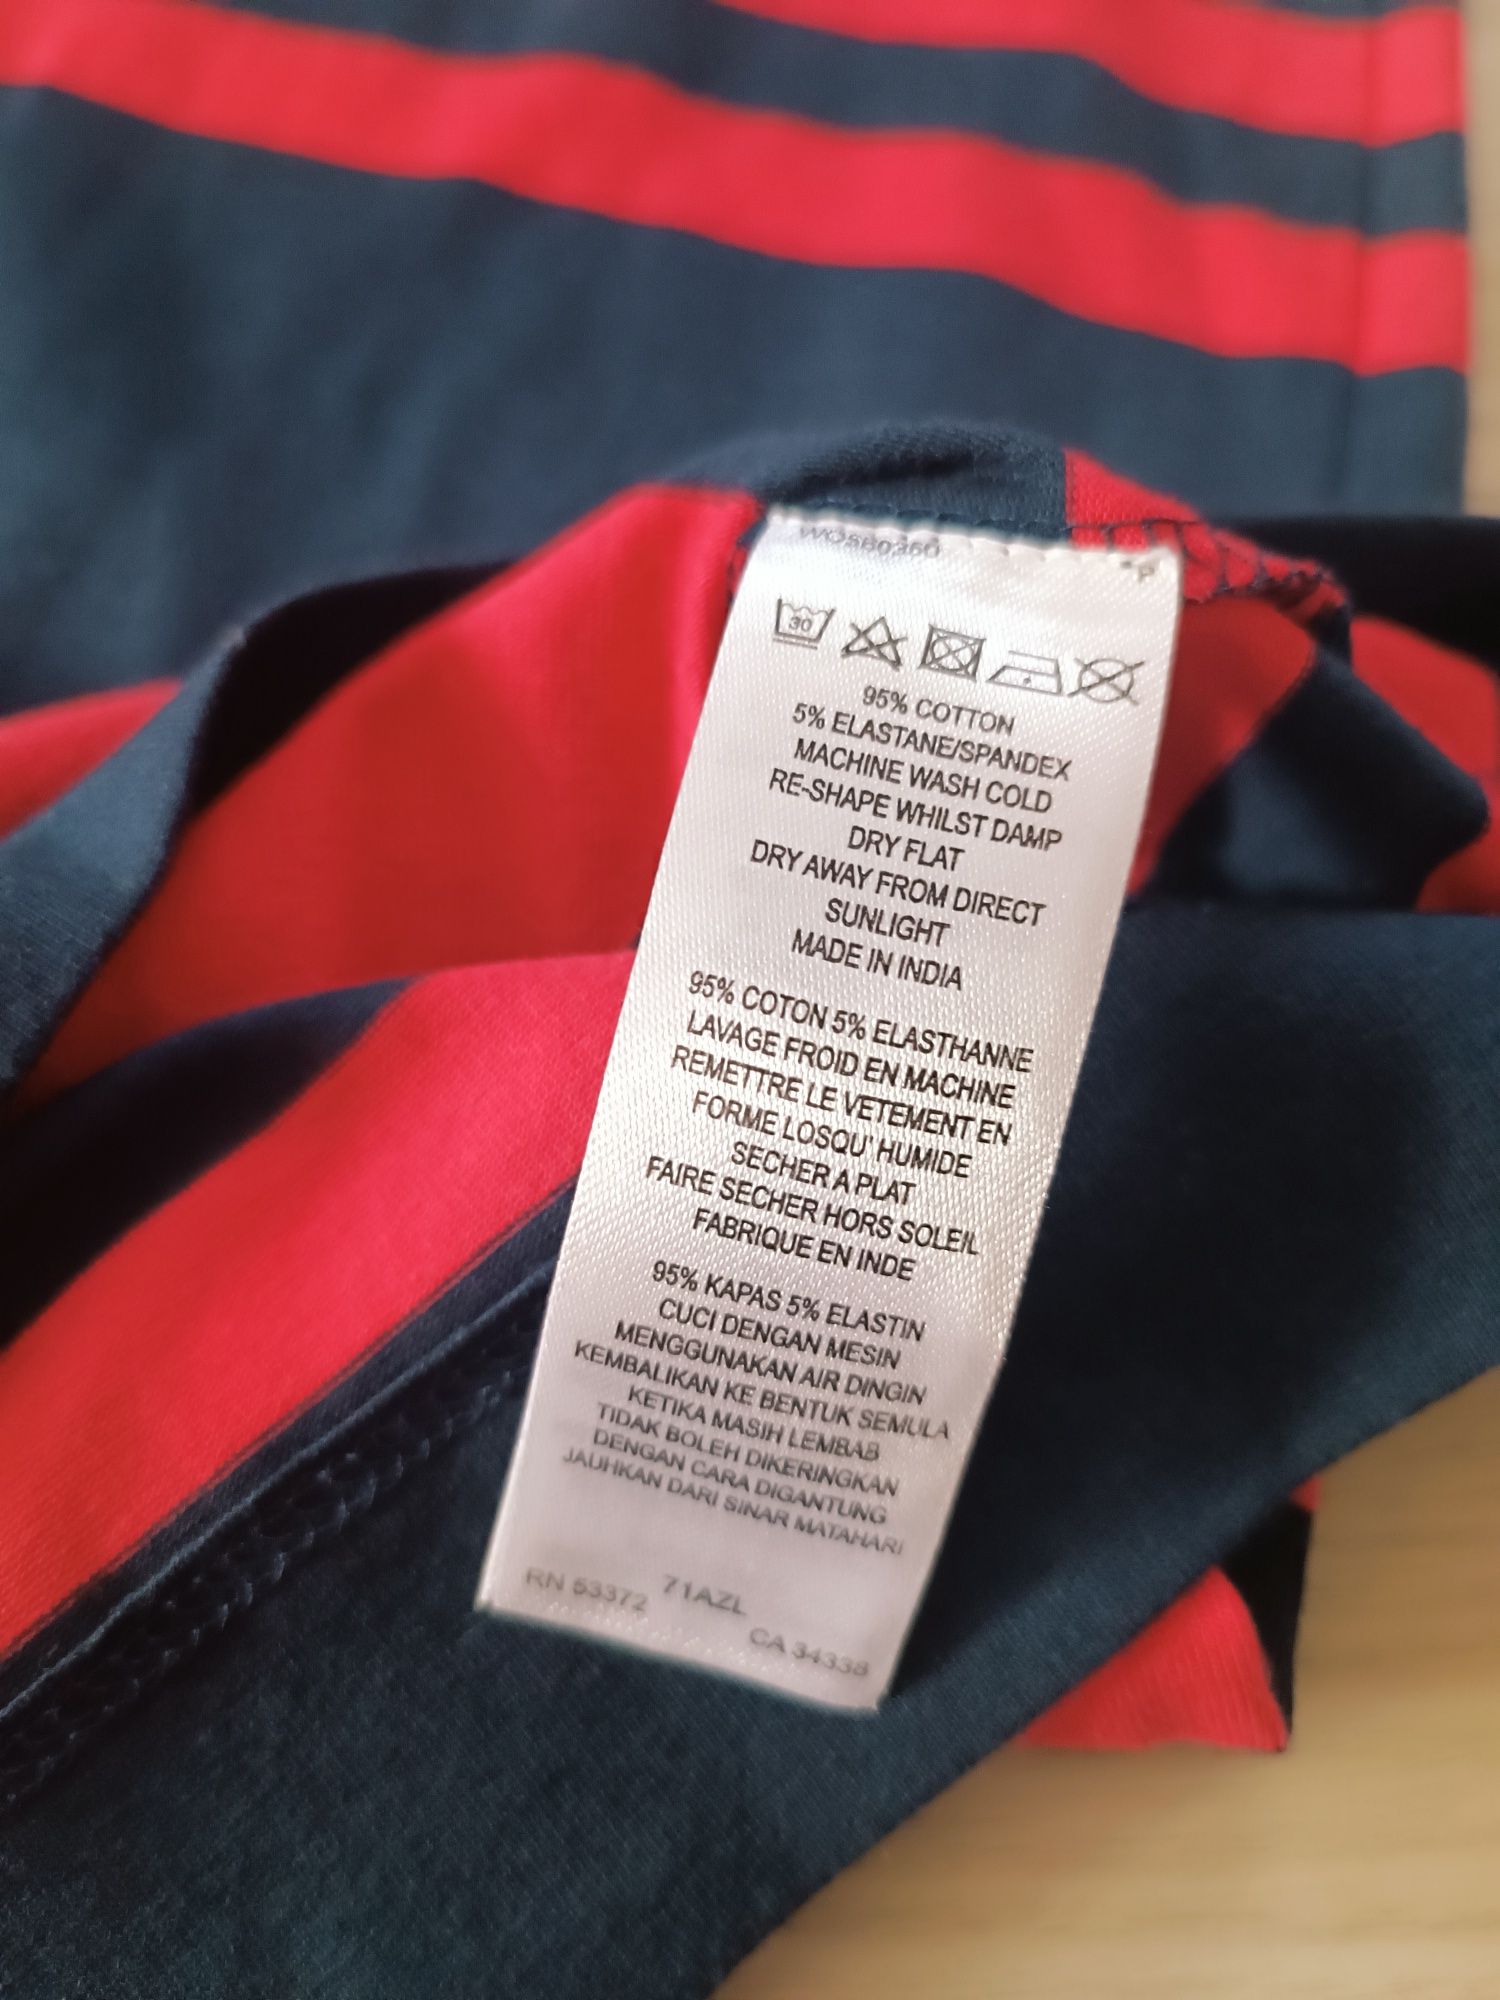 WOSB0360
30
95% COTTON
5% ELASTANE/SPANDEX
MACHINE WASH COLD
RE-SHAPE WHILST DAMP
DRY FLAT
DRY AWAY FROM DIRECT
SUNLIGHT
MADE IN INDIA
95% COTON 5% ELASTHANNE
LAVAGE FROID EN MACHINE
REMETTRE LE VETEMENT EN
FORME LOSQU' HUMIDE
SECHER A PLAT
FAIRE SECHER HORS SOLEIL
FABRIQUE EN INDE
95% KAPAS 5% ELASTIN
CUCI DENGAN MESIN
MENGGUNAKAN AIR DINGIN
KEMBALIKAN KE BENTUK SEMULA
KETIKA MASIH LEMBAB
TIDAK BOLEH DIKERINGKAN
DENGAN CARA DIGANTUNG
JAUHKAN DARI SINAR MATAHARI
RN 53372 71AZL CA 34338